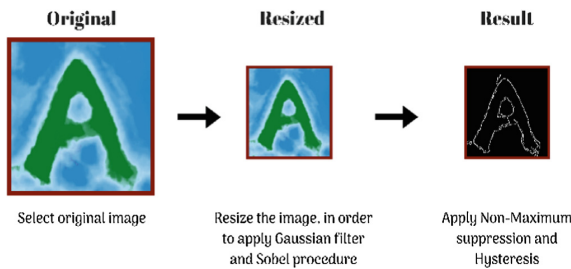 Original
Resized
Result
A
A
A
Select original image
Resize the image, in order
to apply Gaussian filter
and Sobel procedure
Apply Non-Maximum
suppression and
Hysteresis